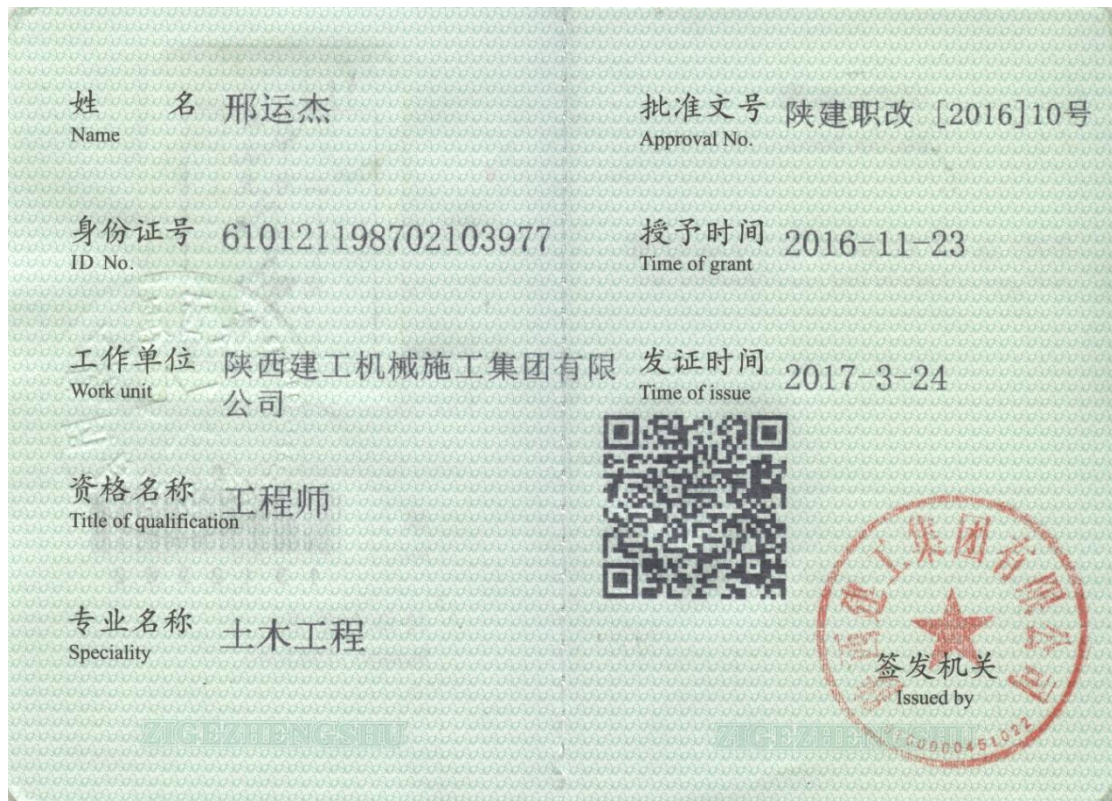 姓名 邢运杰
Name
身份证号 610121198702103977
ID No.
工作单位 陕西建工机械施工集团有限
Work unit 公司
资格名称 工程师
Title of qualification
专业名称 土木工程
Speciality
ZIGEZHENGSHU
批准文号 陕建职改 [2016]10号
Approval No.
授予时间 2016-11-23
Time of grant
发证时间 2017-3-24
Time of issue
陕西建工集团有限公司
签发机关
Issued by
ZIGEZHENGSHU